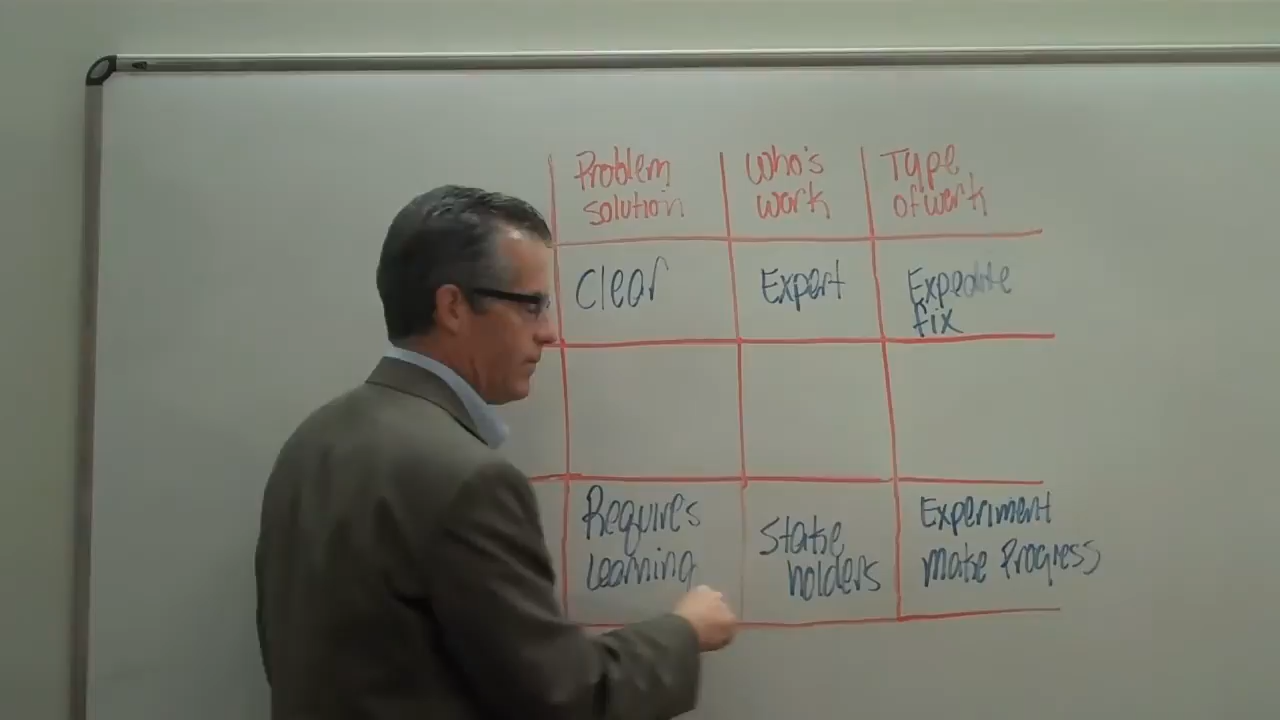 Problem
solution
Who's
work
Type
of work
Clear
Expert
Expedite
fix
Requires
Learning
Stake
holders
Experiment
make Progress